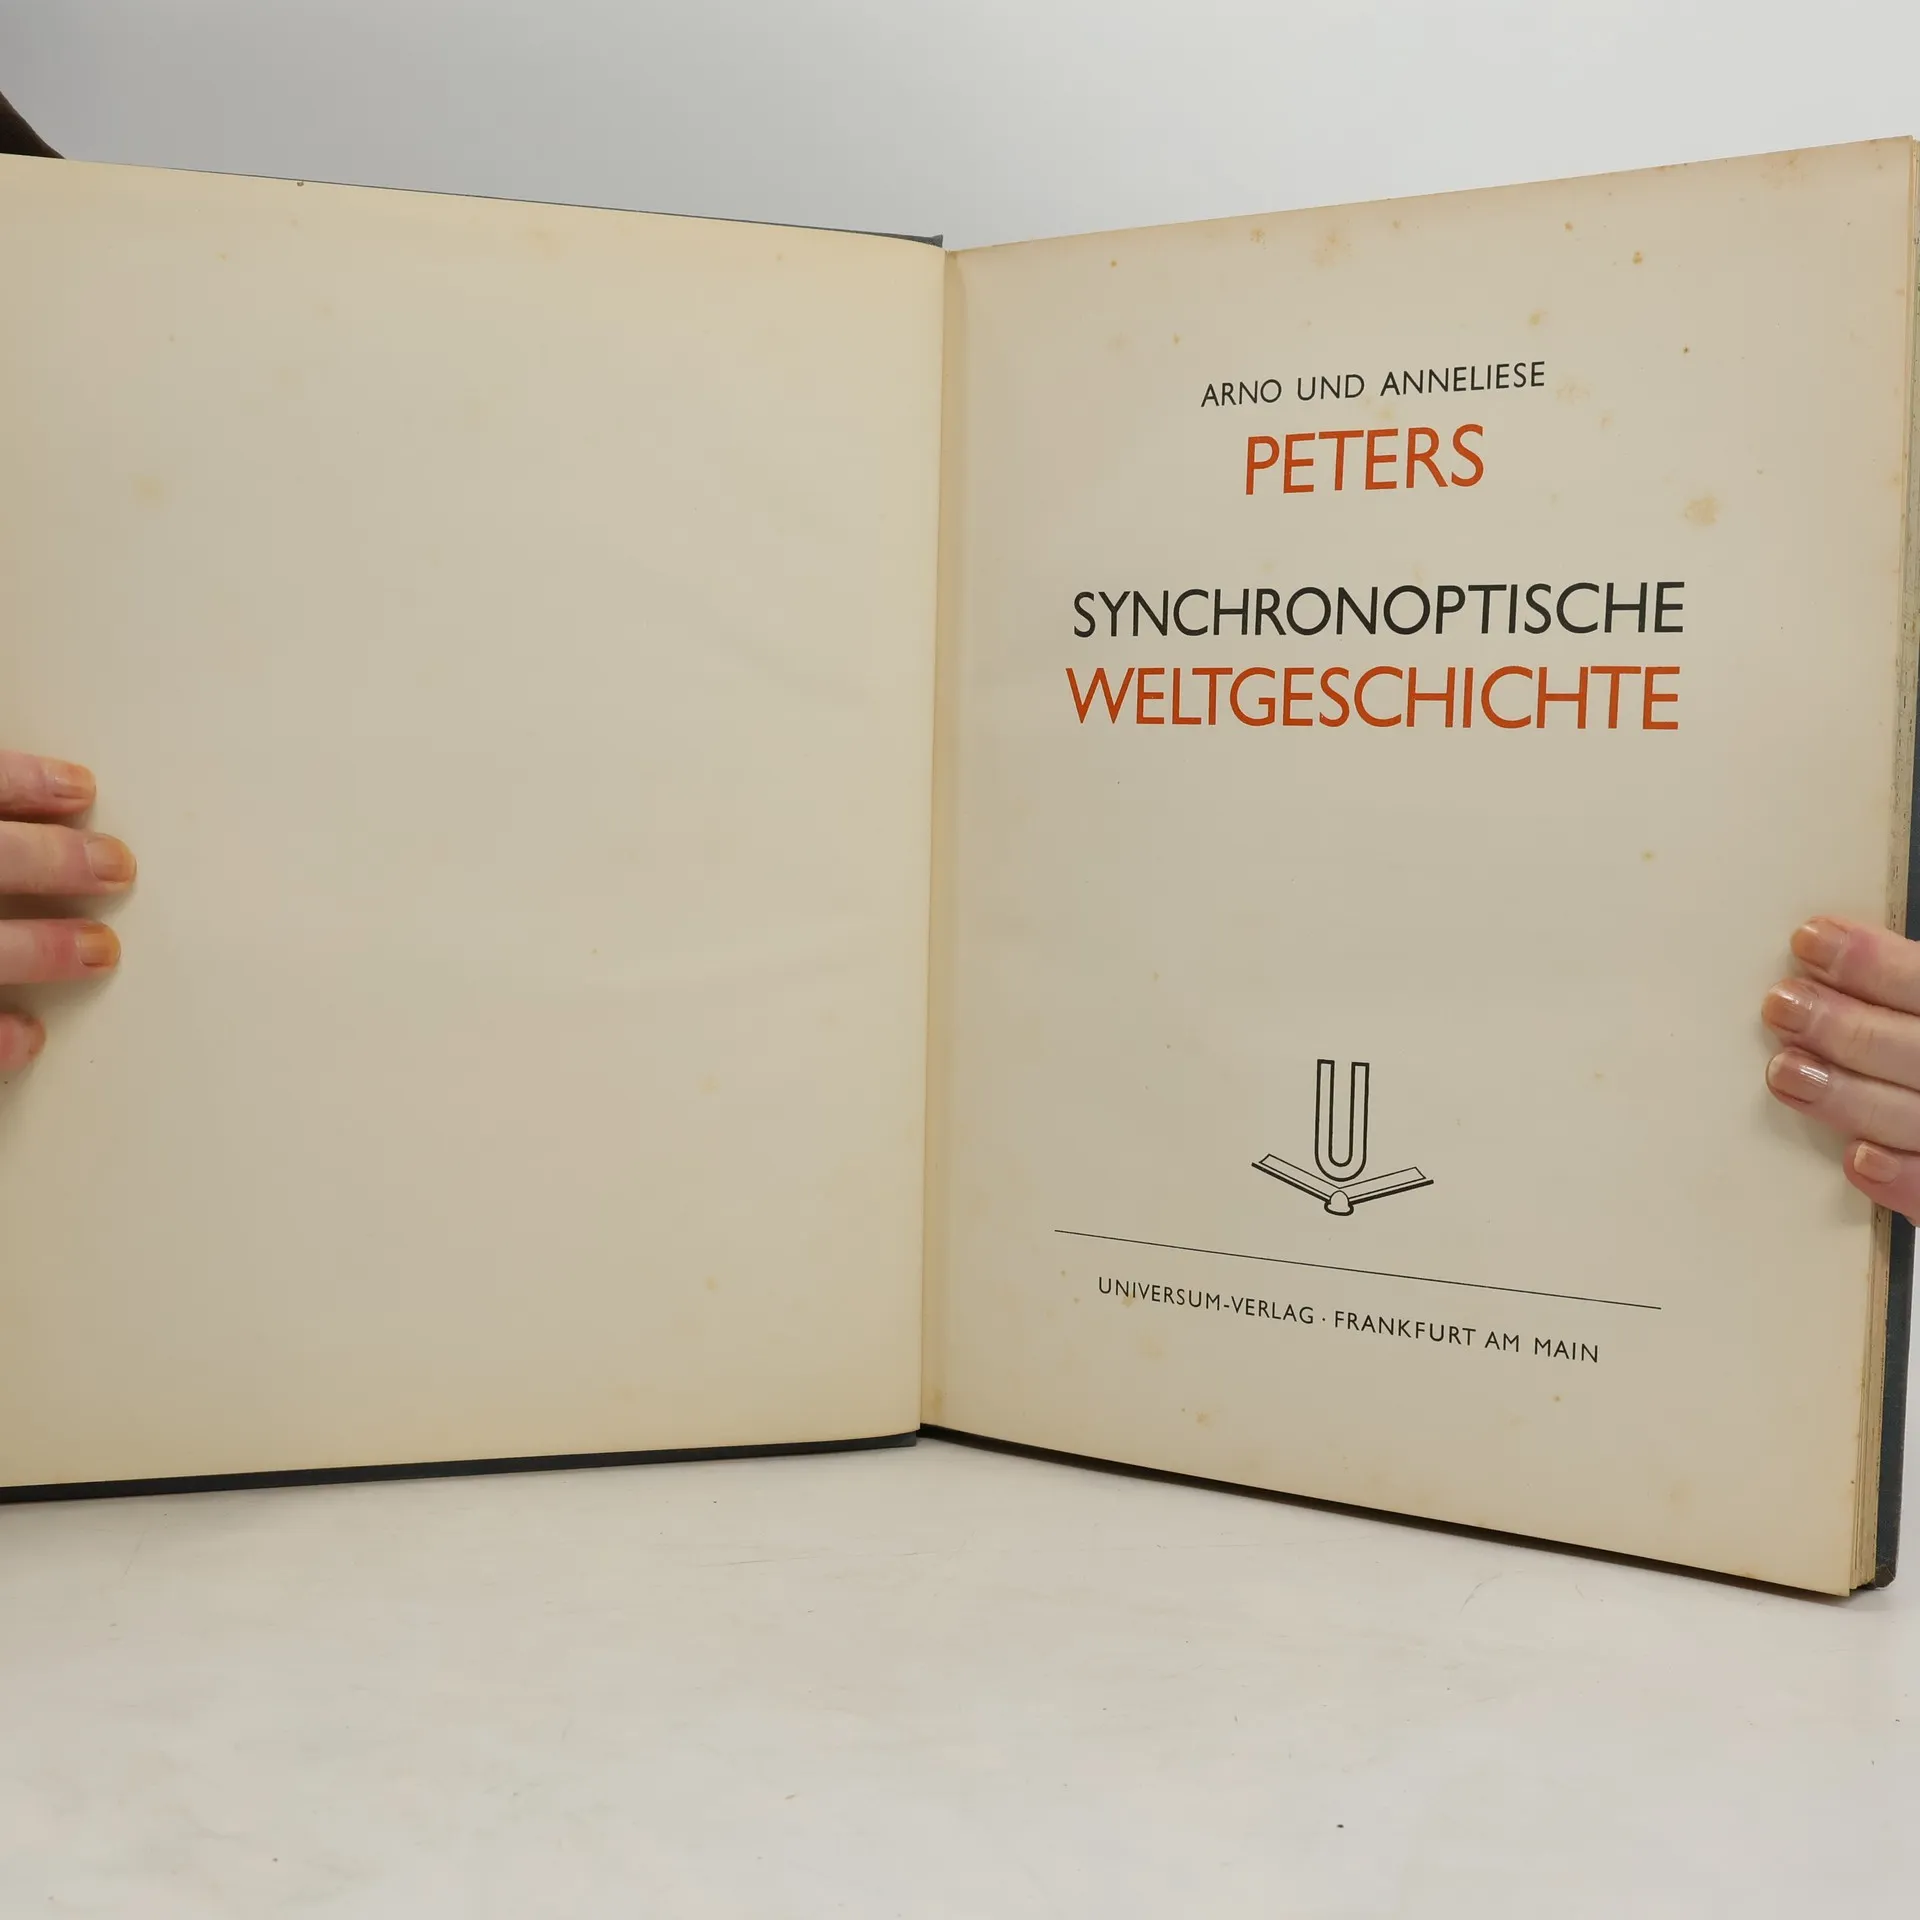 ARNO UND ANNELIESE
PETERS
SYNCHRONOPTISCHE
WELTGESCHICHTE
U
UNIVERSUM-VERLAG · FRANKFURT AM MAIN